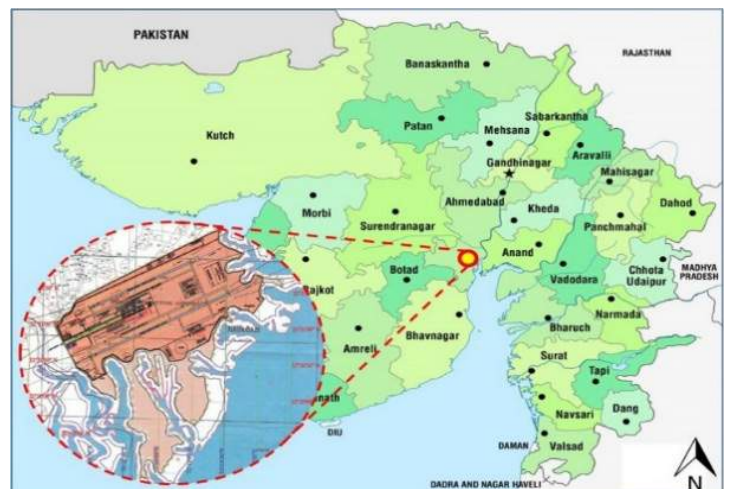 PAKISTAN
RAJASTHAN
Banaskantha
Sabarkantha
Patan
Mehsana
Kutch
Gandhinagar
Aravalli
Mahisagar
Ahmedabad
Kheda
Dahod
Morbi
Surendranagar
Panchmahal
Anand
Rajkot
Botad
Vadodara
Chhota
Udaipur
MADHYA
PRADESH
Narmada
Bharuch
Bhavnagar
Amreli
Surat
Tapi
nath
Navsari
Dang
DIU
DAMAN
Valsad
DADRA AND NAGAR HAVELI
N